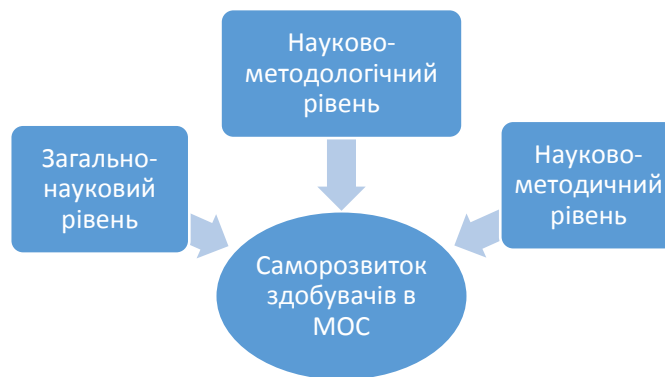 Науково-
методологічний
рівень
Загально-
науковий
рівень
Науково-
методичний
рівень
Саморозвиток
здобувачів в
МОС